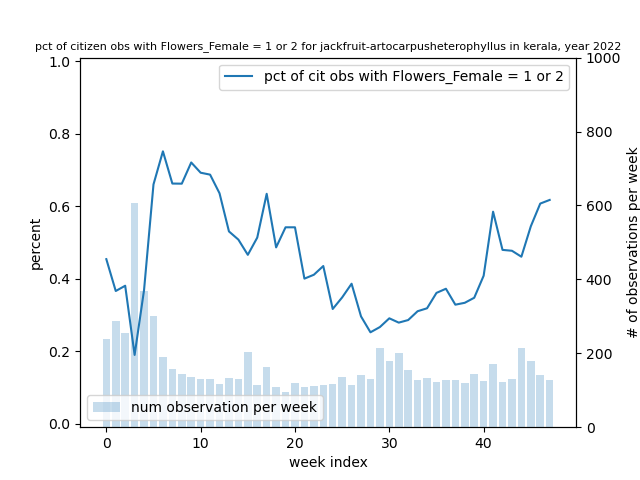 pct of citizen obs with Flowers_Female = 1 or 2 for jackfruit-artocarpusheterophyllus in kerala, year 2022
pct of cit obs with Flowers_Female = 1 or 2
1.0
0.8
0.6
0.4
0.2
0.0
percent
1000
800
600
400
200
0
# of observations per week
num observation per week
0 10 20 30 40
week index